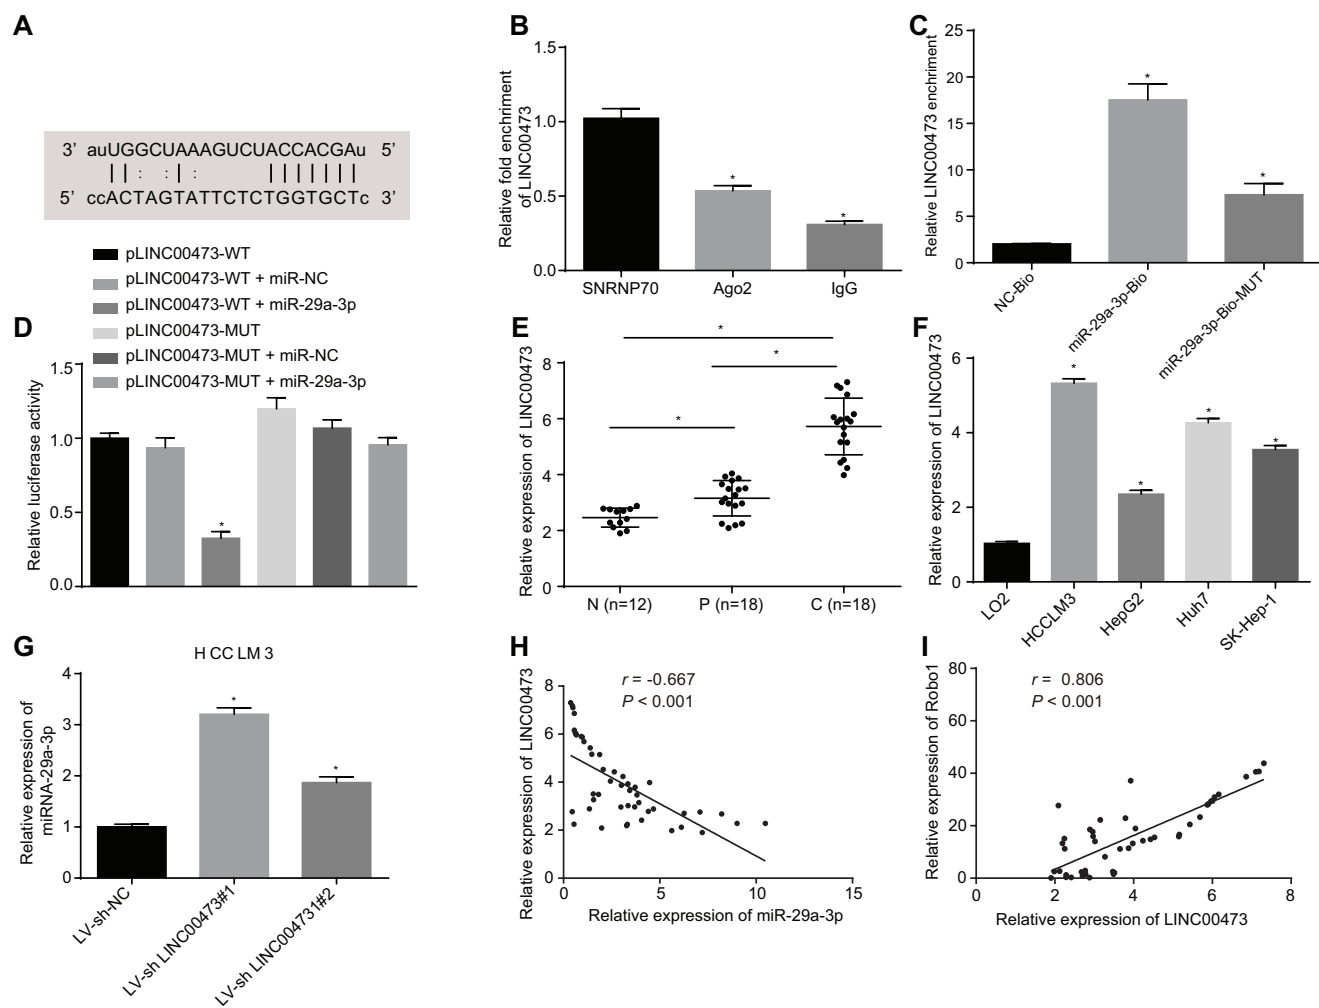 A
3’ auUGGCUAAAGUCUACCACGAu 5’
5’ ccACTAGTATTCTCTGGTGCTc 3’
B
Relative fold enchriment
of LINC00473
1.5
1.0
0.5
0.0
*
*
SNRNP70 Ago2 IgG
C
Relative LINC00473 enchriment
25
20
15
10
5
0
*
*
NC-Bio
miR-29a-3p-Bio
miR-29a-3p-Bio-MUT
D
pLINC00473-WT
pLINC00473-WT + miR-NC
pLINC00473-WT + miR-29a-3p
pLINC00473-MUT
pLINC00473-MUT + miR-NC
pLINC00473-MUT + miR-29a-3p
Relative luciferase activity
1.5
1.0
0.5
0.0
*
E
Relative expression of LINC00473
8
6
4
2
0
*
*
*
N (n=12) P (n=18) C (n=18)
F
Relative expression of LINC00473
6
4
2
0
*
*
*
*
LO2
HCCLM3
HepG2
Huh7
SK-Hep-1
G
H CC LM 3
Relative expression of
miRNA-29a-3p
4
3
2
1
0
*
*
LV-sh-NC
LV-sh LINC00473#1
LV-sh LINC004731#2
H
Relative expression of LINC00473
r = -0.667
P < 0.001
8
6
4
2
0
0 5 10 15
Relative expression of miR-29a-3p
I
Relative expression of Robo1
r = 0.806
P < 0.001
80
60
40
20
0
0 2 4 6 8
Relative expression of LINC00473